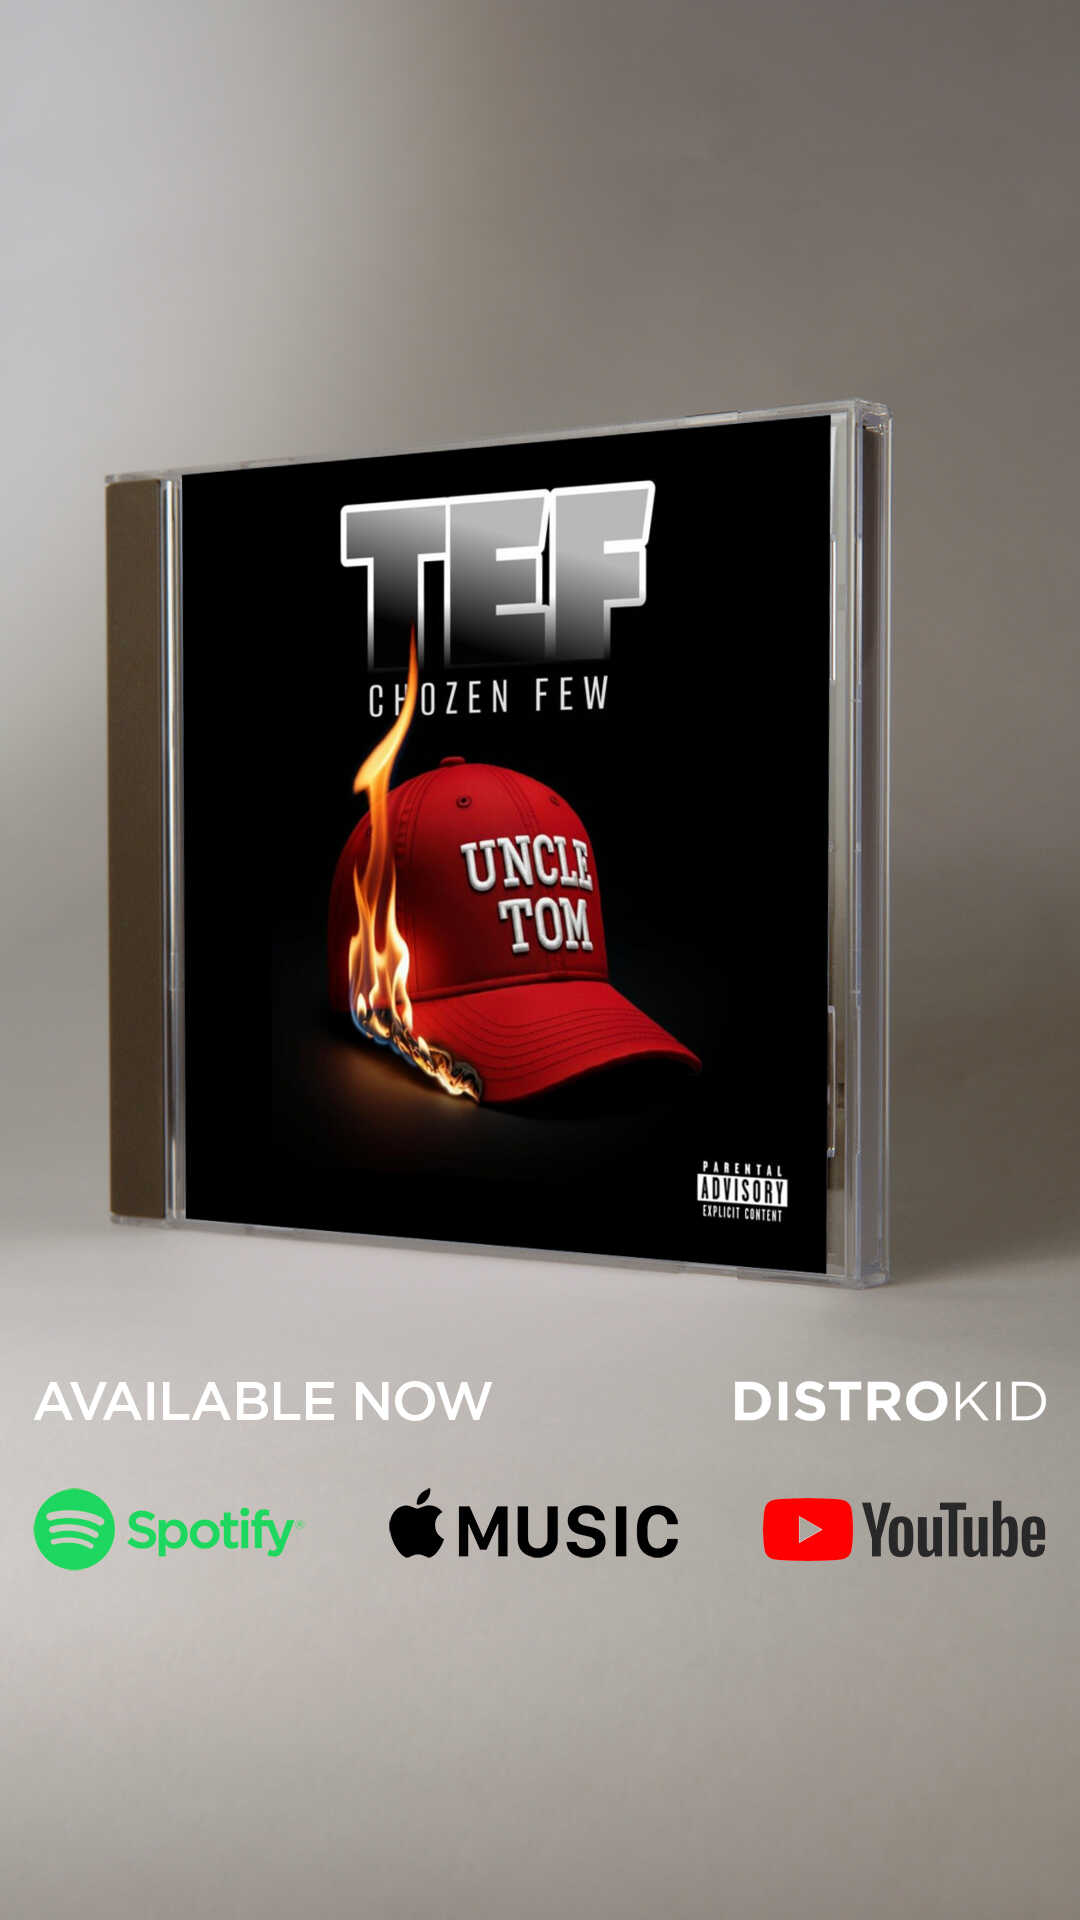 TEF
CHOZEN FEW
UNCLE
TOM
PARENTAL
ADVISORY
EXPLICIT CONTENT
AVAILABLE NOW
DISTROKID
Spotify®
MUSIC
YouTube